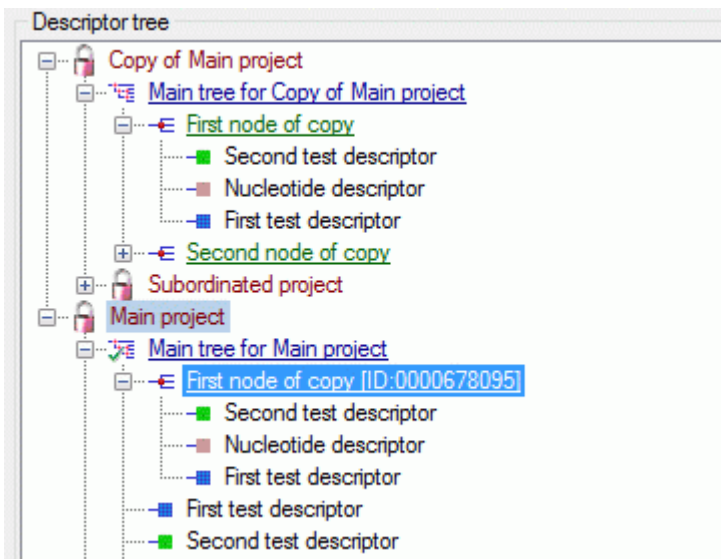 Descriptor tree
Copy of Main project
Main tree for Copy of Main project
First node of copy
Second test descriptor
Nucleotide descriptor
First test descriptor
Second node of copy
Subordinated project
Main project
Main tree for Main project
First node of copy [ID:0000678095]
Second test descriptor
Nucleotide descriptor
First test descriptor
First test descriptor
Second test descriptor